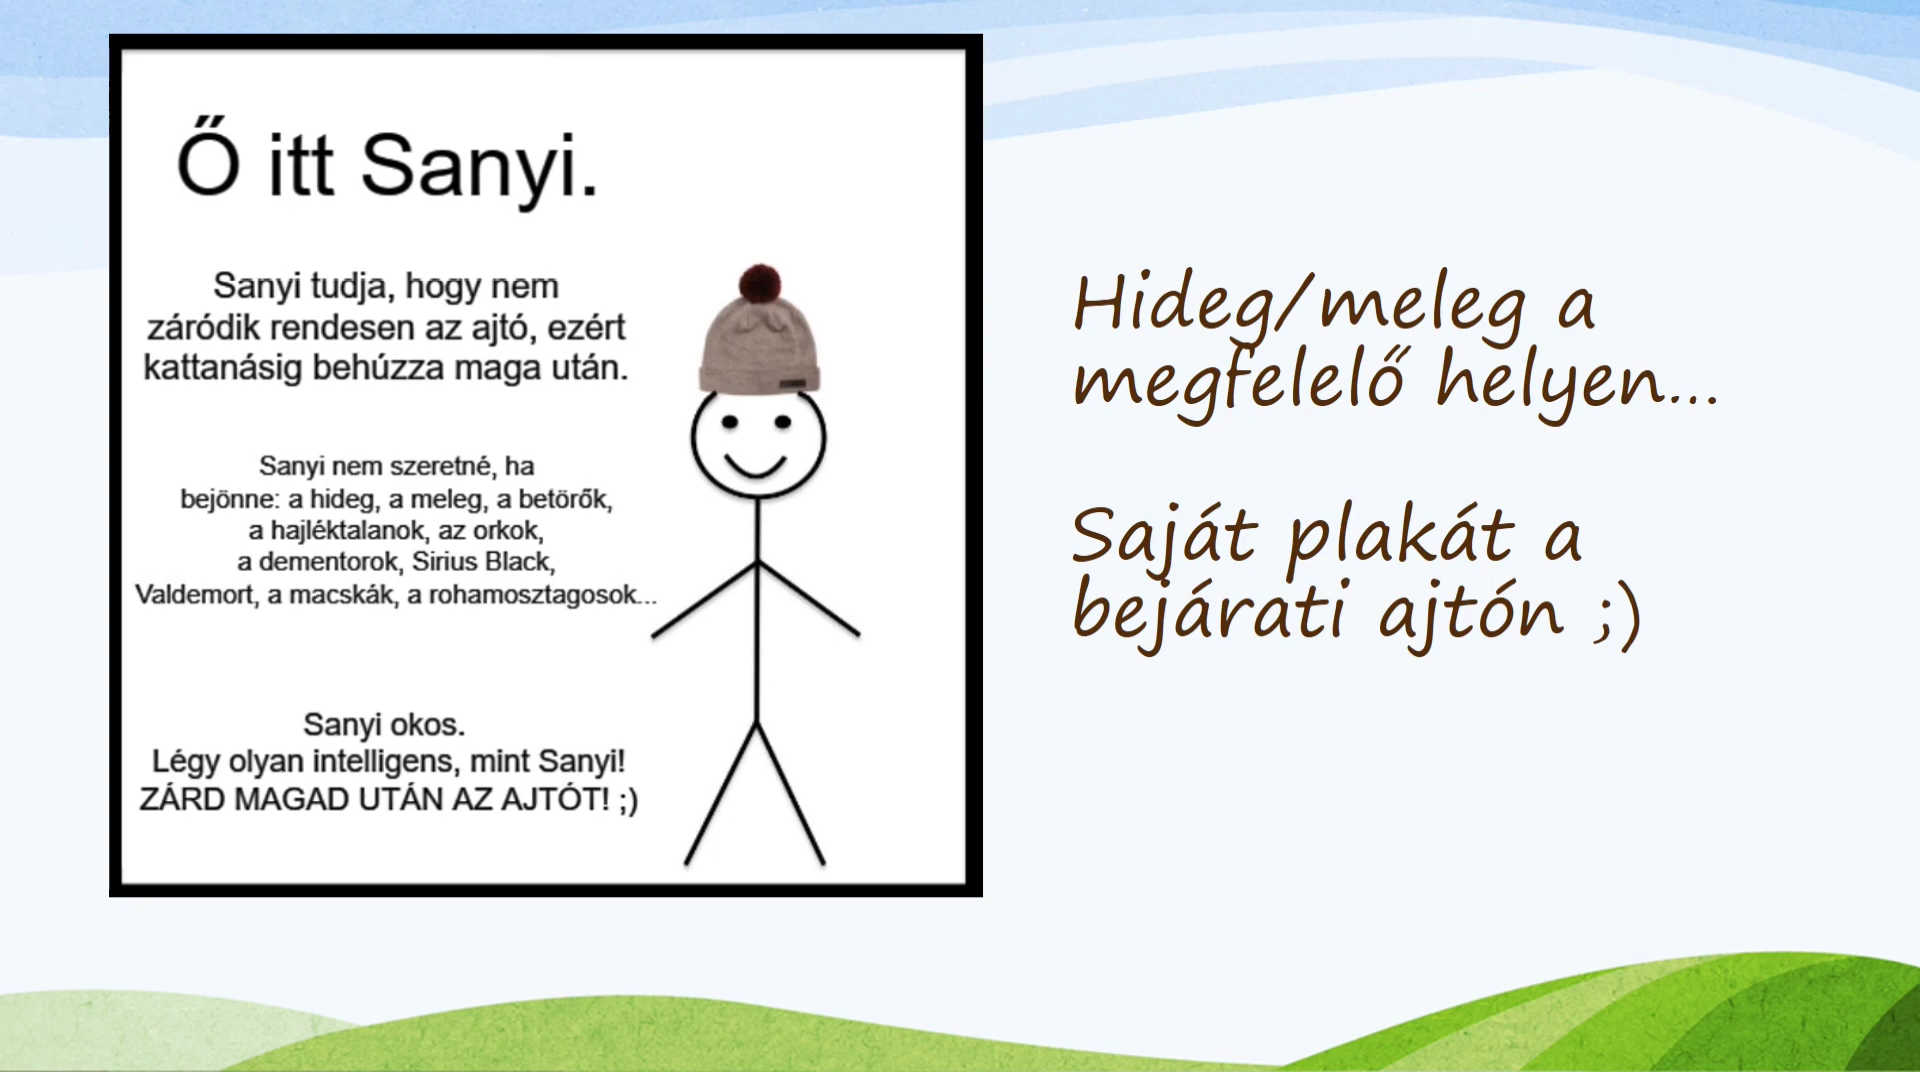 Ő itt Sanyi.
Sanyi tudja, hogy nem
záródik rendesen az ajtó, ezért
kattanásig behúzza maga után.
Sanyi nem szeretné, ha
bejönne: a hideg, a meleg, a betörők,
a hajléktalanok, az orkok,
a dementorok, Sirius Black,
Valdemort, a macskák, a rohamosztagosok...
Sanyi okos.
Légy olyan intelligens, mint Sanyi!
ZÁRD MAGAD UTÁN AZ AJTÓT! ;)
Hideg/meleg a
megfelelő helyen...
Saját plakát a
bejárati ajtón ;)